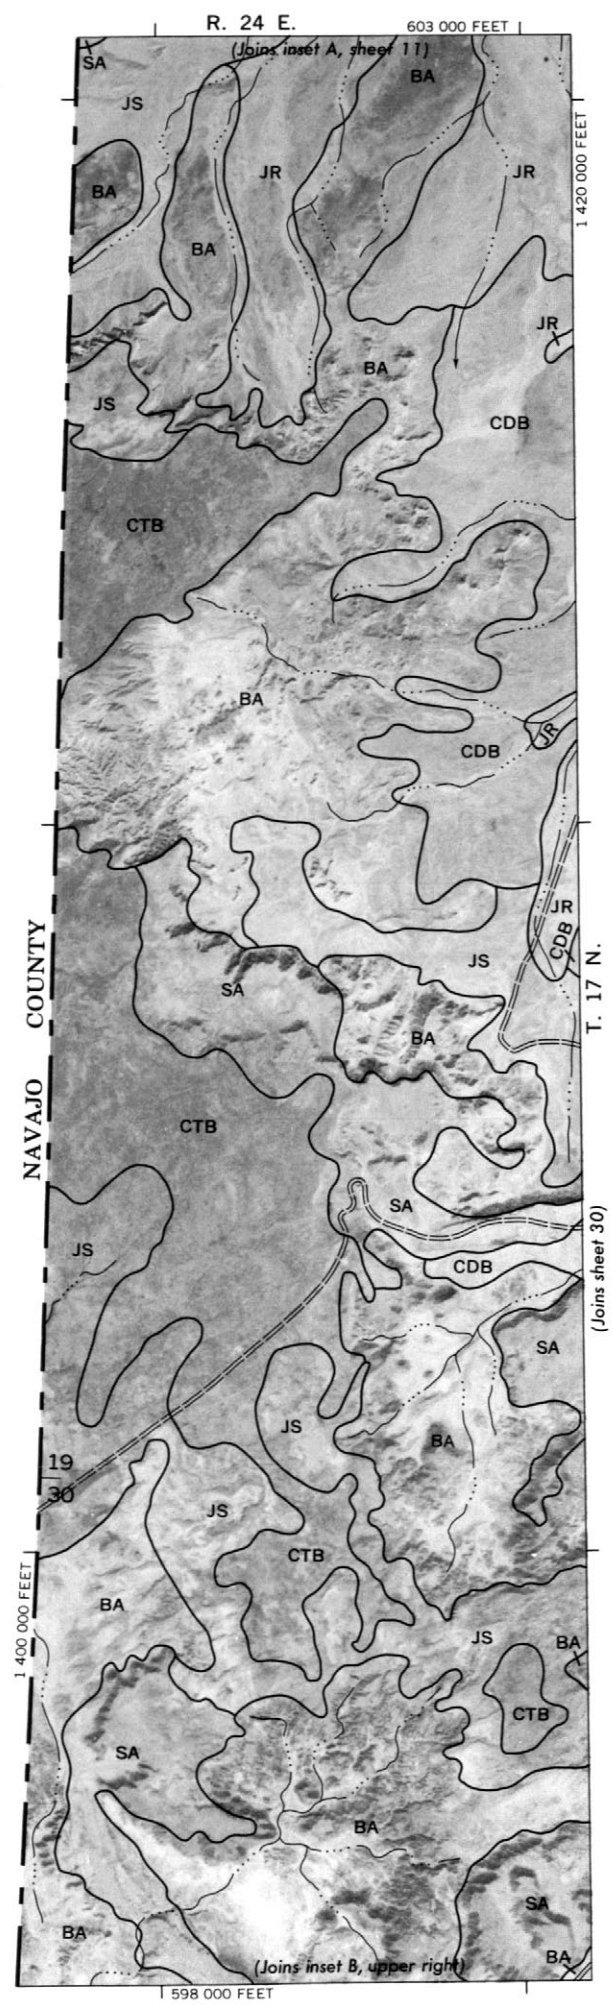 R. 24 E.
603 000 FEET
(Joins inset A, sheet 11)
SA
BA
JS
1 420 000 FEET
JR
JR
BA
BA
JR
BA
JS
CDB
CTB
BA
JR
CDB
JR
CDB
NAVAJO COUNTY
T. 17 N.
JS
SA
BA
CTB
SA
JS
(Joins sheet 30)
CDB
SA
JS
BA
19
30
JS
CTB
1 400 000 FEET
BA
JS
BA
CTB
SA
BA
SA
BA
BA
(Joins inset B, upper right)
598 000 FEET